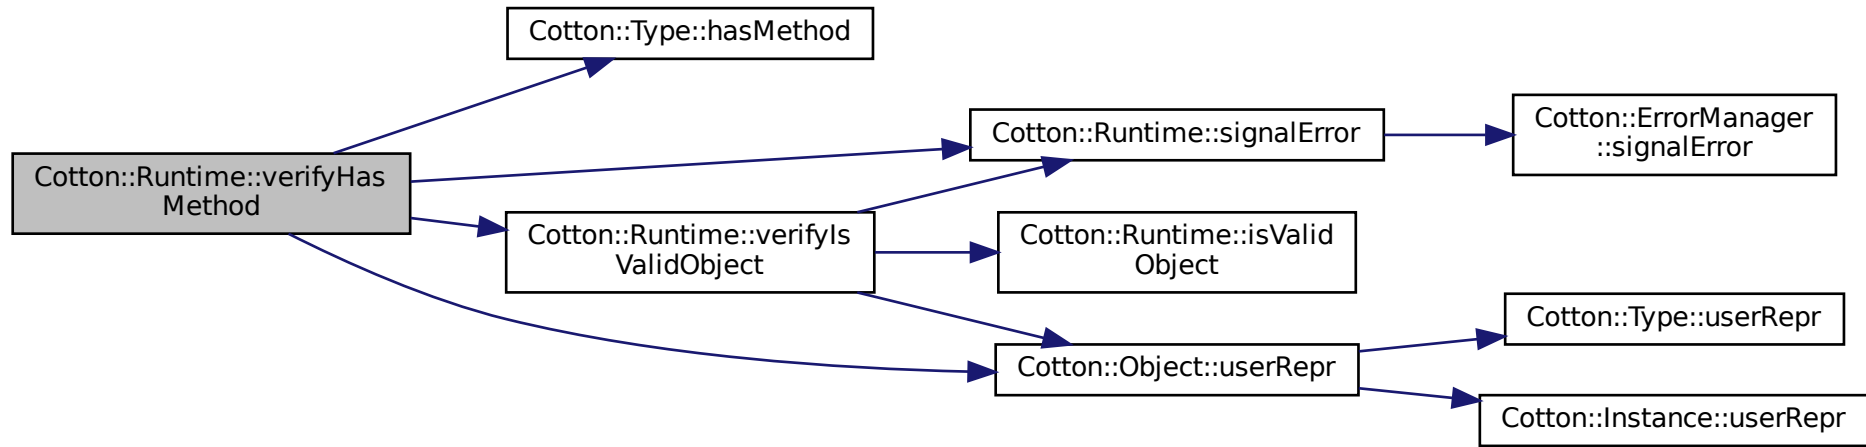 Cotton::Type::hasMethod
Cotton::Runtime::signalError
Cotton::ErrorManager
::signalError
Cotton::Runtime::verifyHas
Method
Cotton::Runtime::verifyIs
ValidObject
Cotton::Runtime::isValid
Object
Cotton::Type::userRepr
Cotton::Object::userRepr
Cotton::Instance::userRepr